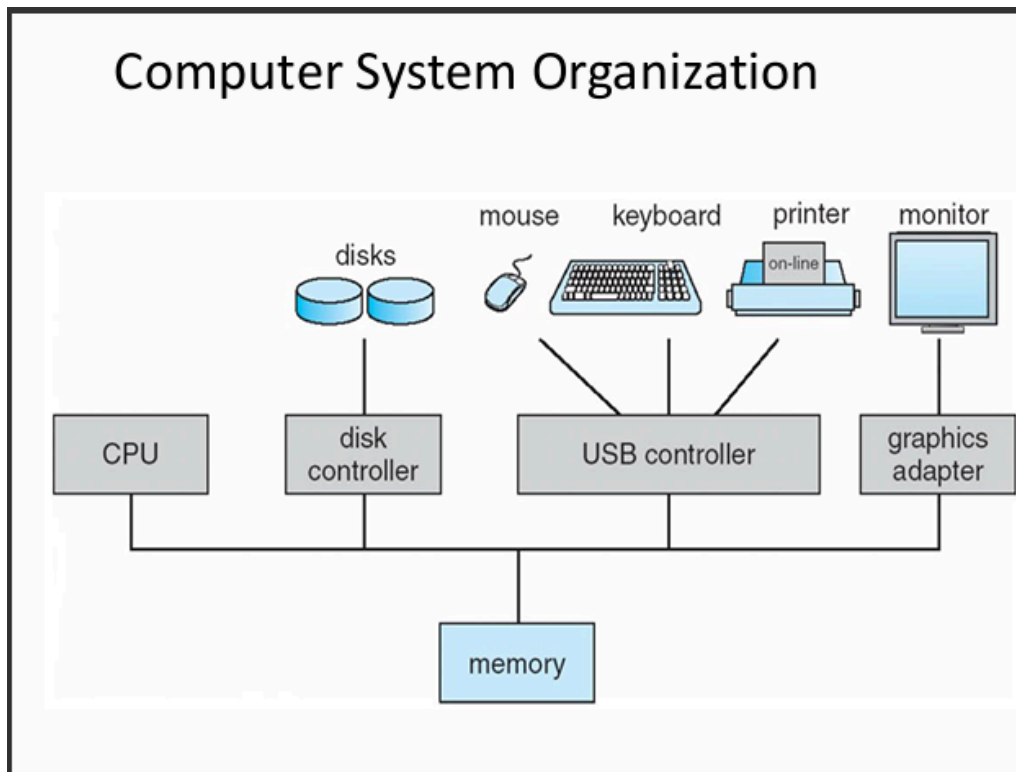 Computer System Organization
mouse
keyboard
printer
monitor
disks
on-line
CPU
disk
controller
USB controller
graphics
adapter
memory